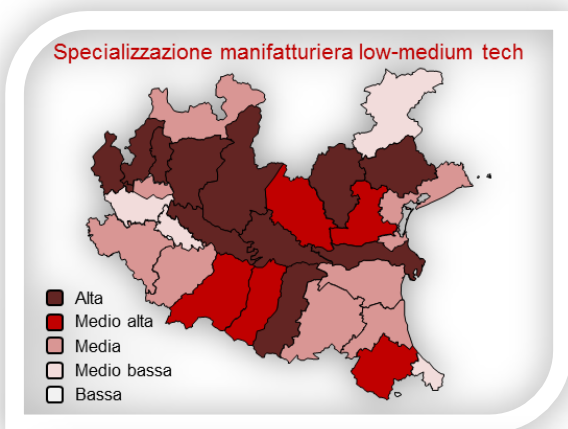 Specializzazione manifatturiera low-medium tech
Alta
Medio alta
Media
Medio bassa
Bassa